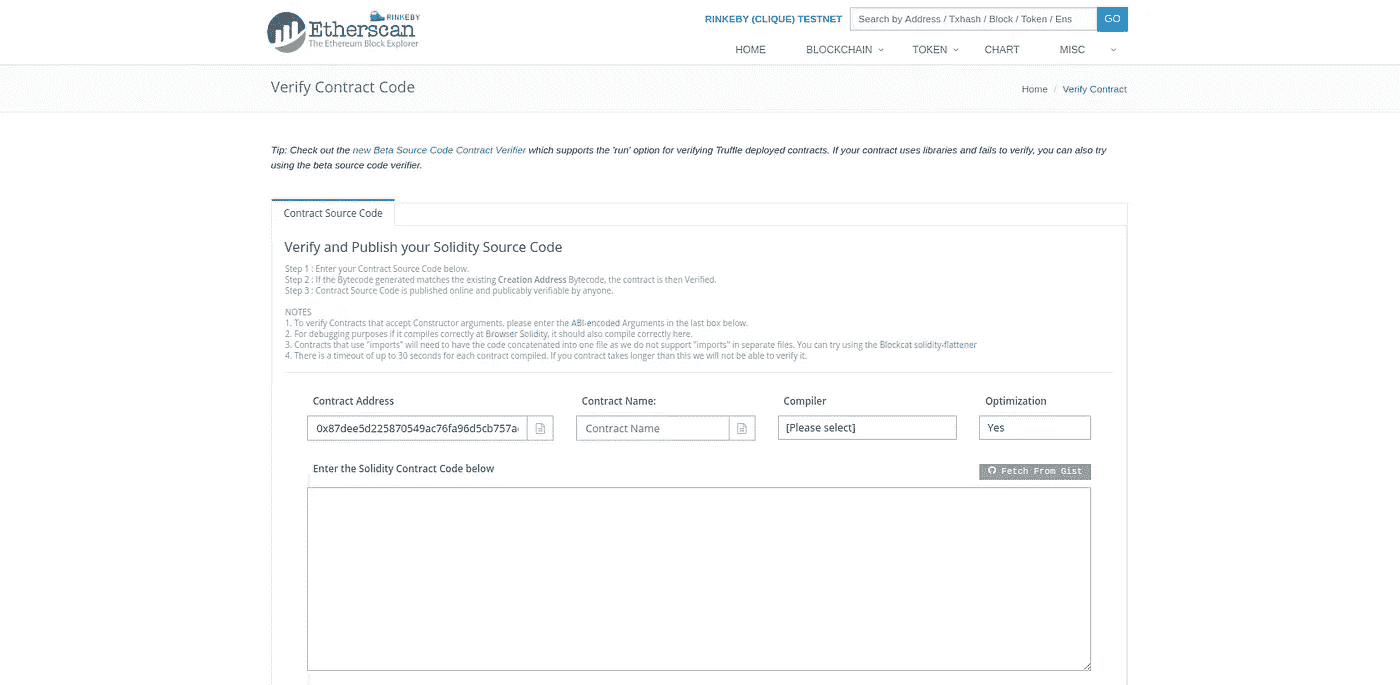 RINKEBY
Etherscan
The Ethereum Block Explorer
RINKEBY (CLIQUE) TESTNET
Search by Address / Txhash / Block / Token / Ens
GO
HOME BLOCKCHAIN TOKEN CHART MISC
Verify Contract Code
Home / Verify Contract
Tip: Check out the new Beta Source Code Contract Verifier which supports the 'run' option for verifying Truffle deployed contracts. If your contract uses libraries and fails to verify, you can also try
using the beta source code verifier.
Contract Source Code
Verify and Publish your Solidity Source Code
Step 1 : Enter your Contract Source Code below.
Step 2 : If the Bytecode generated matches the existing Creation Address Bytecode, the contract is then Verified.
Step 3 : Contract Source Code is published online and publicably verifiable by anyone.
NOTES
1. To verify Contracts that accept Constructor arguments, please enter the ABI-encoded Arguments in the last box below.
2. For debugging purposes if it compiles correctly at Browser Solidity, it should also compile correctly here.
3. Contracts that use "imports" will need to have the code concatenated into one file as we do not support "imports" in separate files. You can try using the Blockcat solidity-flattener
4. There is a timeout of up to 30 seconds for each contract compiled. If you contract takes longer than this we will not be able to verify it.
Contract Address Contract Name: Compiler Optimization
0x87dee5d225870549ac76fa96d5cb757a Contract Name [Please select] Yes
Enter the Solidity Contract Code below
Fetch From Gist